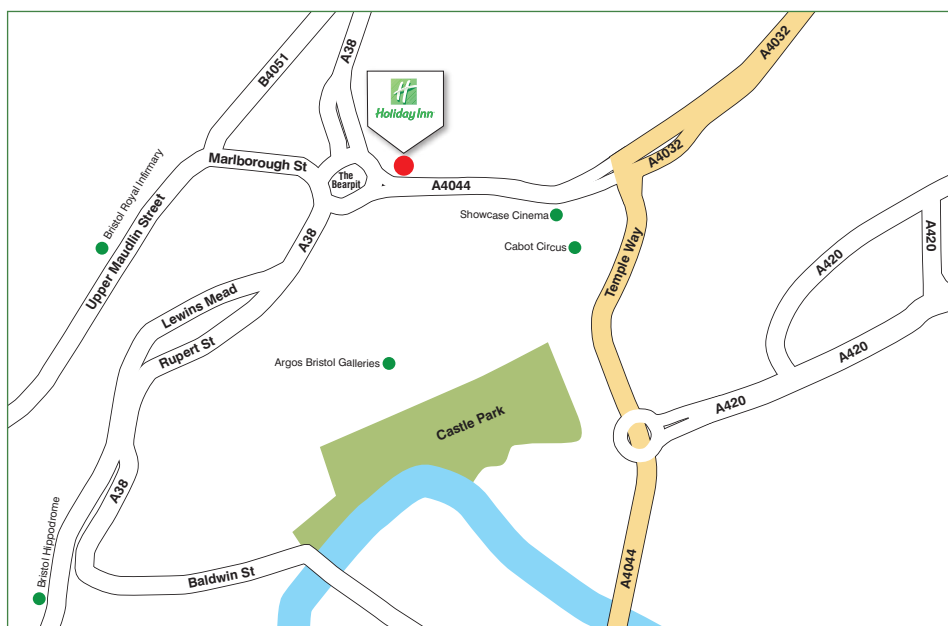 A4032
A38
B4051
Holiday Inn
Marlborough St
The
Bearpit
A4032
A4044
Bristol Royal Infirmary
Upper Maudlin Street
Showcase Cinema
Cabot Circus
A38
Temple Way
A420
A420
Lewins Mead
Rupert St
Argos Bristol Galleries
A420
Castle Park
A420
A38
Bristol Hippodrome
Baldwin St
A4044